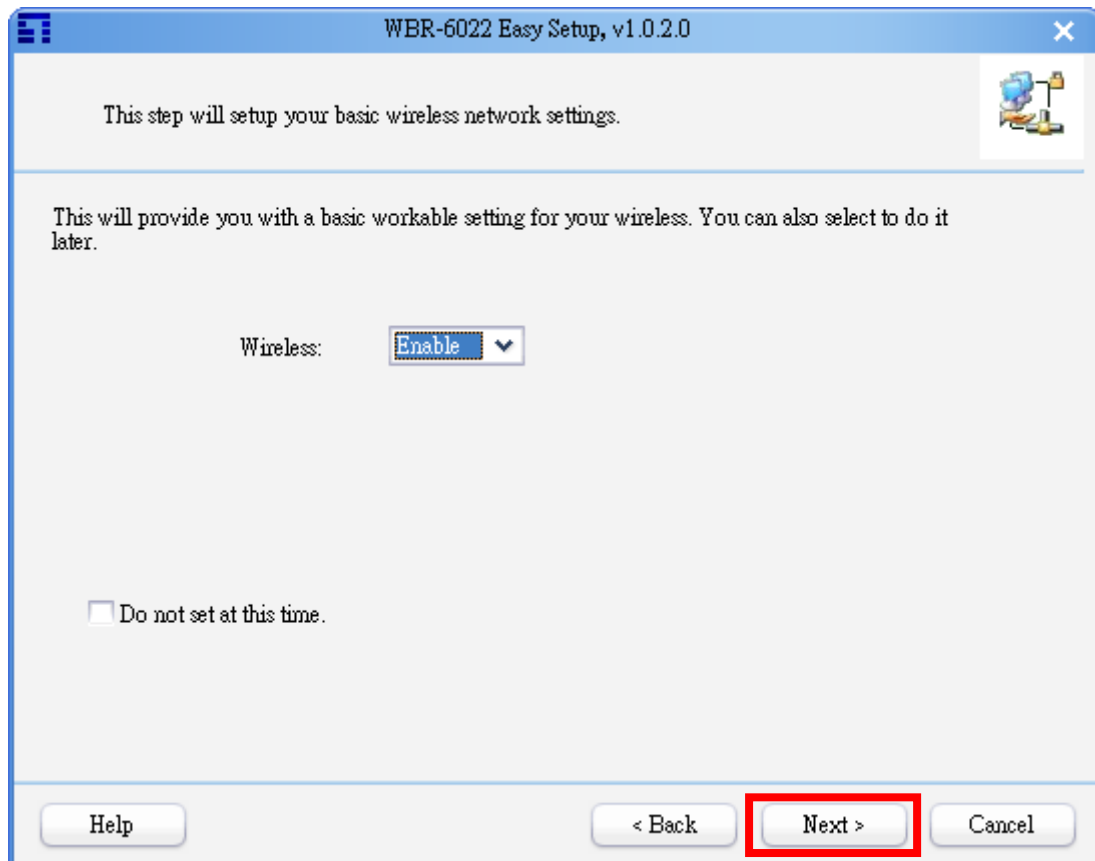 WBR-6022 Easy Setup, v1.0.2.0
This step will setup your basic wireless network settings.
This will provide you with a basic workable setting for your wireless. You can also select to do it
later.
Wireless: Enable
Do not set at this time.
Help < Back Next > Cancel